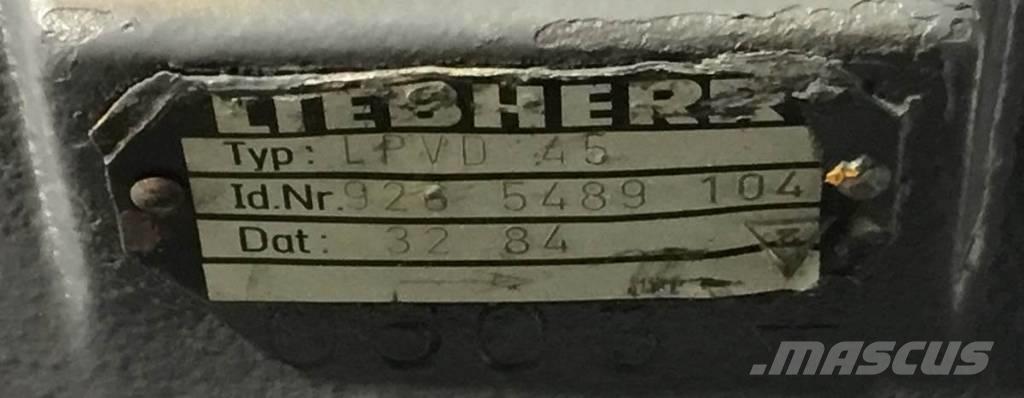 LIEBHERR
Typ: LPVD 45
Id.Nr. 928 5489 104
Dat: 32 84
.MASCUS